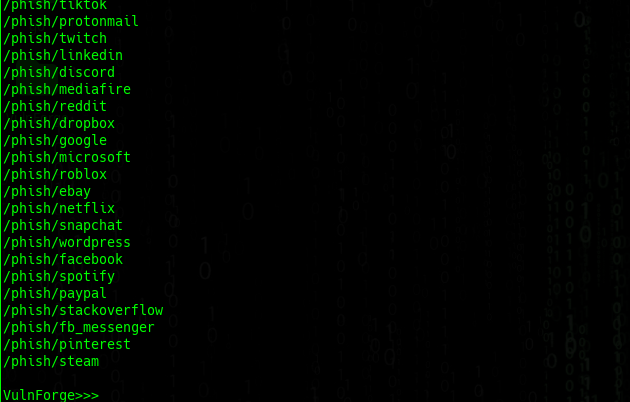 /phish/tiktok
/phish/protonmail
/phish/twitch
/phish/linkedin
/phish/discord
/phish/mediafire
/phish/reddit
/phish/dropbox
/phish/google
/phish/microsoft
/phish/roblox
/phish/ebay
/phish/netflix
/phish/snapchat
/phish/wordpress
/phish/facebook
/phish/spotify
/phish/paypal
/phish/stackoverflow
/phish/fb_messenger
/phish/pinterest
/phish/steam
VulnForge>>>